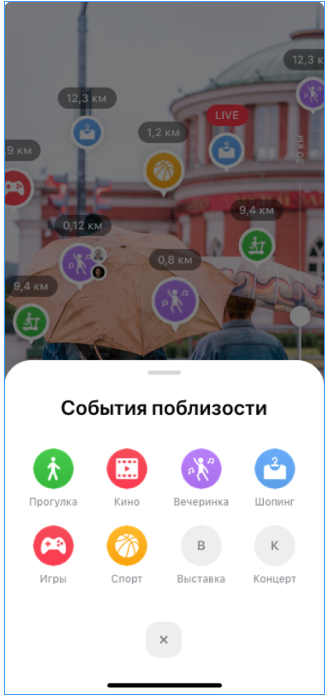 12,3 к
12,3 км
LIVE
1,2 км
30 км
,9 км
9,4 км
0,12 км
0,8 км
9,4 км
События поблизости
2
Прогулка
Кино
Вечеринка
Шопинг
В
К
Игры
Спорт
Выставка
Концерт
×